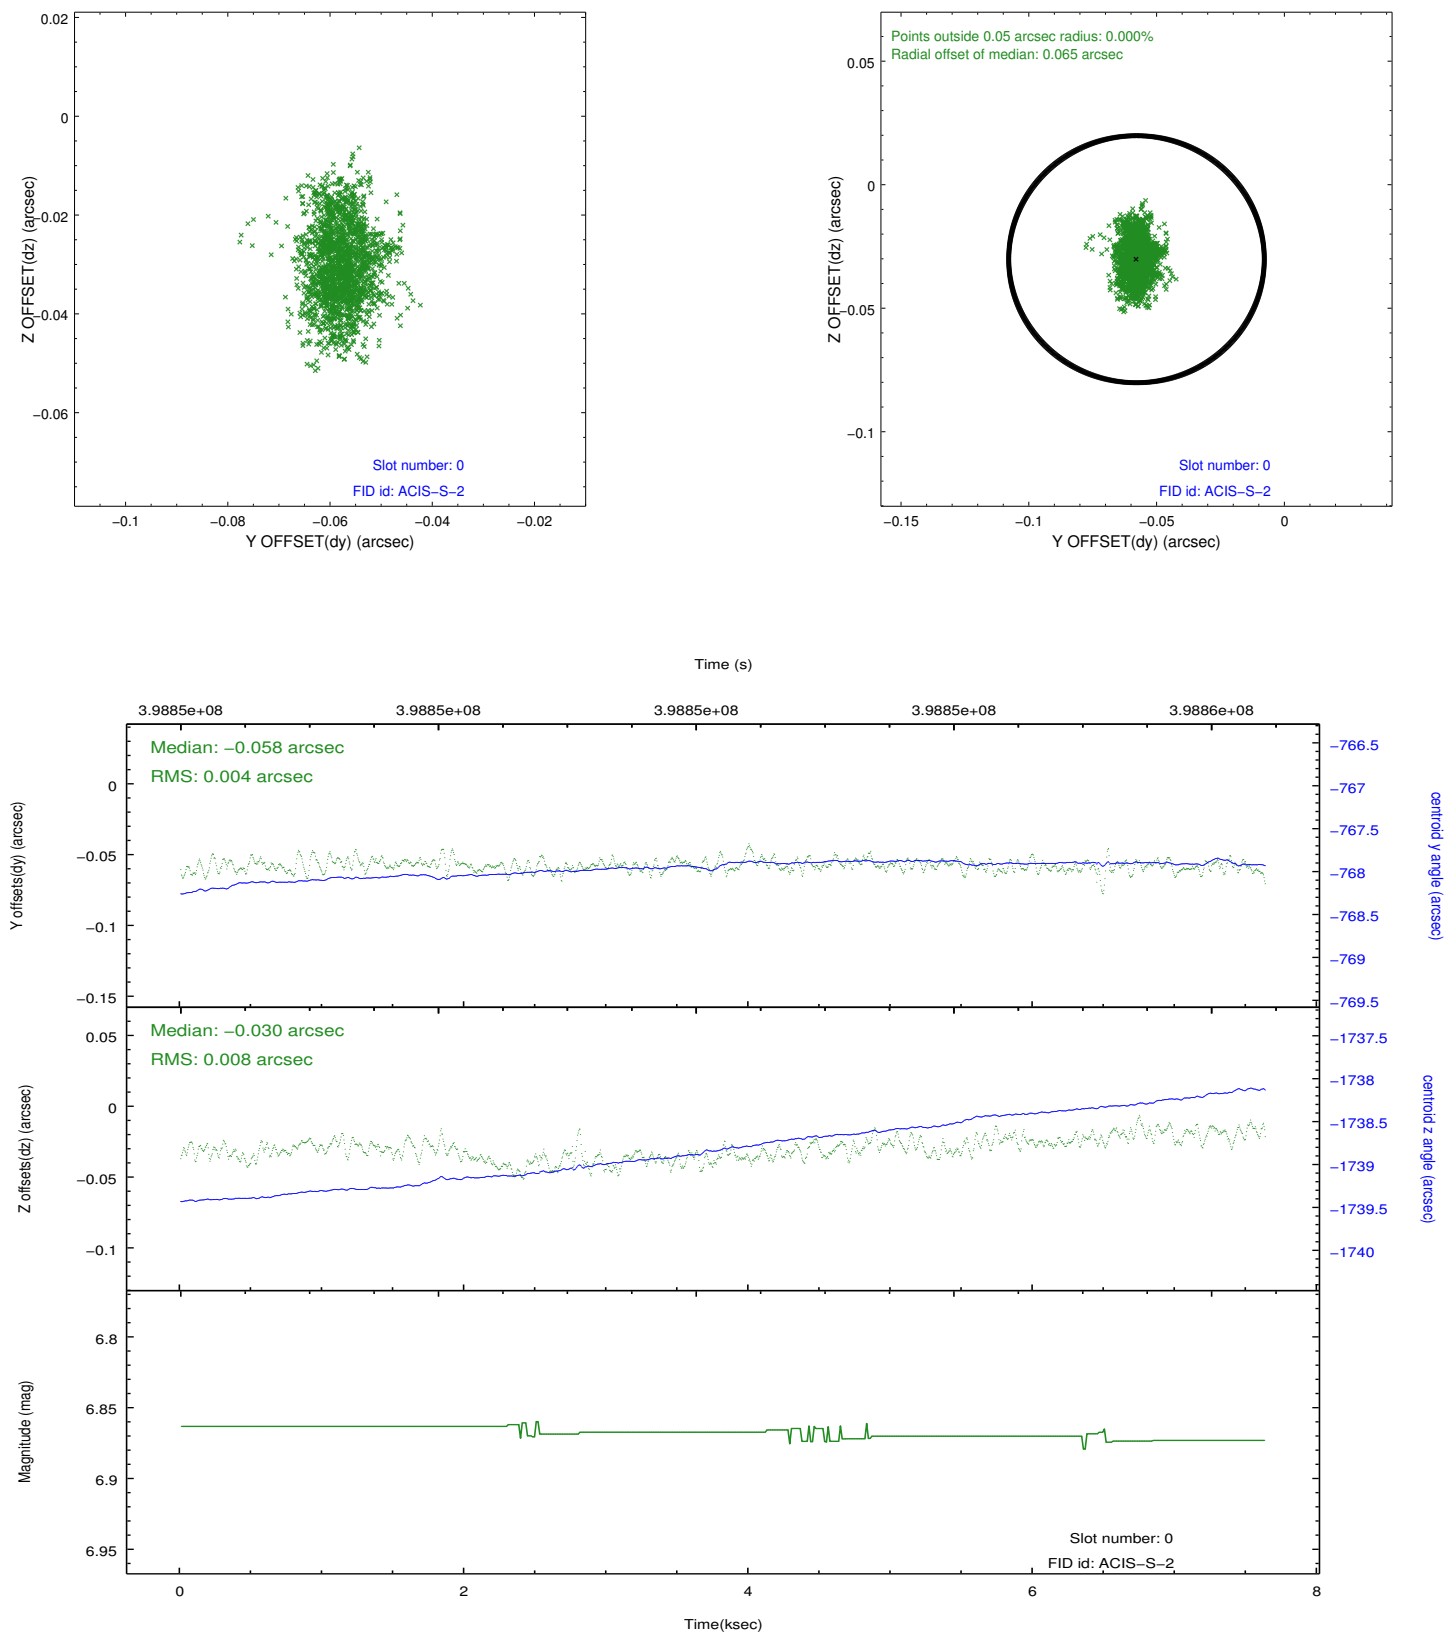 0.02
0
−0.02
−0.04
−0.06
Z OFFSET(dz) (arcsec)
Slot number: 0
FID id: ACIS−S−2
−0.1
−0.08
−0.06
−0.04
−0.02
Y OFFSET(dy) (arcsec)
Points outside 0.05 arcsec radius: 0.000%
Radial offset of median: 0.065 arcsec
0.05
0
−0.05
−0.1
Z OFFSET(dz) (arcsec)
Slot number: 0
FID id: ACIS−S−2
−0.15
−0.1
−0.05
0
Y OFFSET(dy) (arcsec)
Time (s)
3.9885e+08
3.9885e+08
3.9885e+08
3.9885e+08
3.9886e+08
Median: −0.058 arcsec
RMS: 0.004 arcsec
0
−0.05
−0.1
−0.15
Y offsets(dy) (arcsec)
−766.5
−767
−767.5
−768
−768.5
−769
−769.5
centroid y angle (arcsec)
Median: −0.030 arcsec
RMS: 0.008 arcsec
0.05
0
−0.05
−0.1
Z offsets(dz) (arcsec)
−1737.5
−1738
−1738.5
−1739
−1739.5
−1740
centroid z angle (arcsec)
6.8
6.85
6.9
6.95
Magnitude (mag)
Slot number: 0
FID id: ACIS−S−2
0
2
4
6
8
Time(ksec)